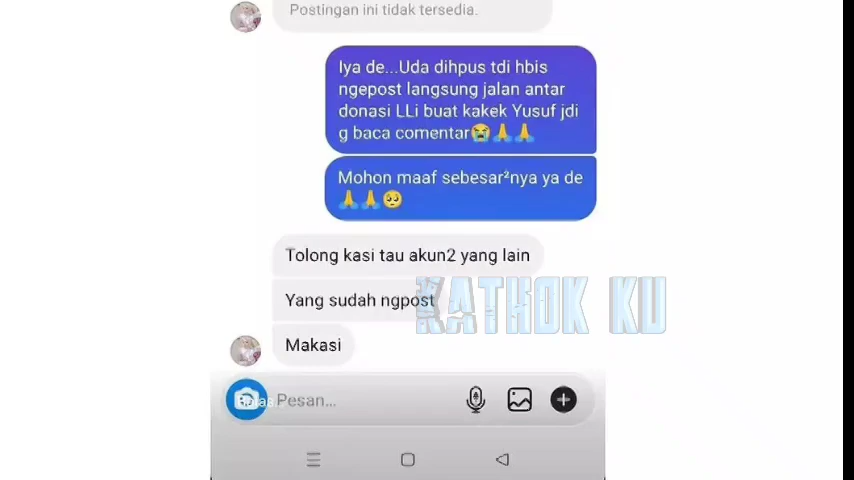 Postingan ini tidak tersedia.
Iya de...Uda dihpus tdi hbis
ngepost langsung jalan antar
donasi LLi buat kakek Yusuf jdi
g baca comentar😭🙏🙏
Mohon maaf sebesar²nya ya de
🙏🙏🥺
Tolong kasi tau akun2 yang lain
Yang sudah ngpost
KATHOK KU
Makasi
Pesan...